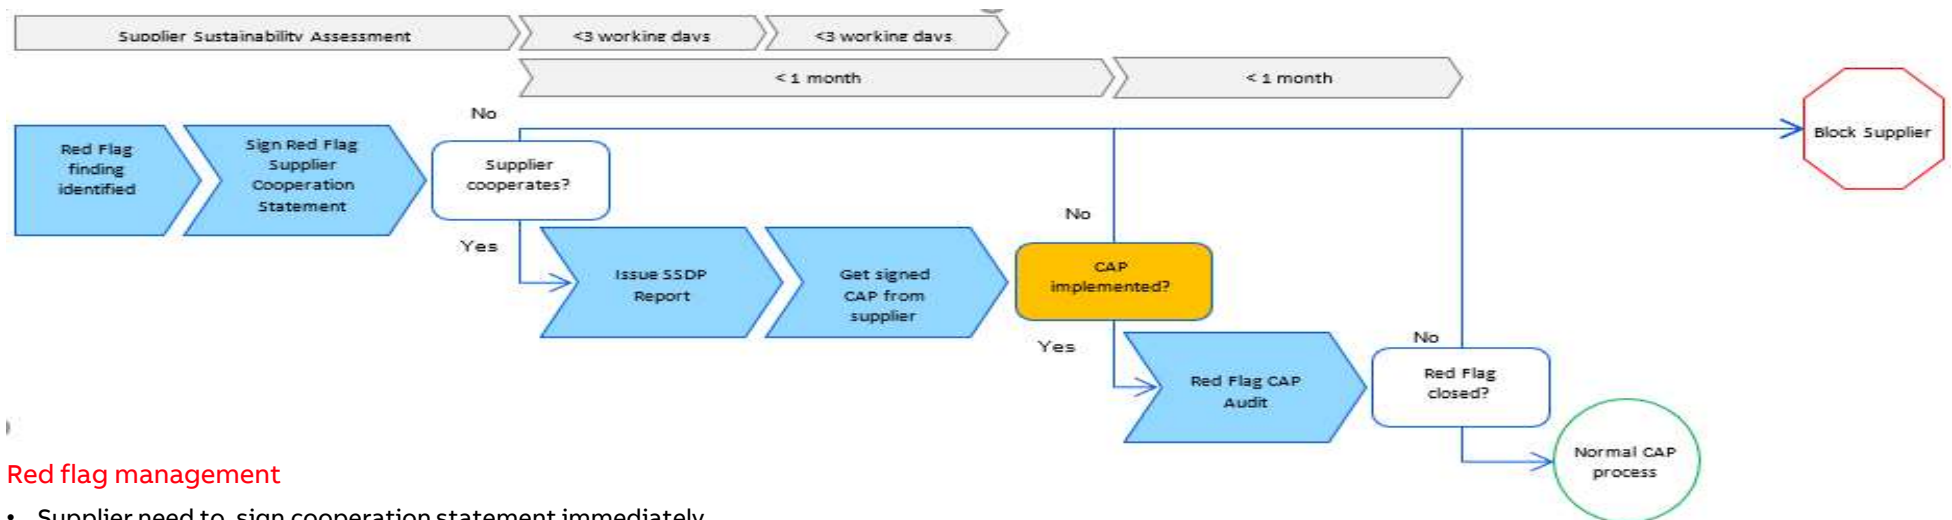 Supplier Sustainability Assessment
<3 working days
<3 working days
< 1 month
< 1 month
No
Red Flag
finding
identified
Sign Red Flag
Supplier
Cooperation
Statement
Supplier
cooperates?
Block Supplier
No
Yes
Issue SSDP
Report
Get signed
CAP from
supplier
CAP
implemented?
Yes
No
Red Flag CAP
Audit
Red Flag
closed?
Normal CAP
process
Red flag management
• Supplier need to sign cooperation statement immediately